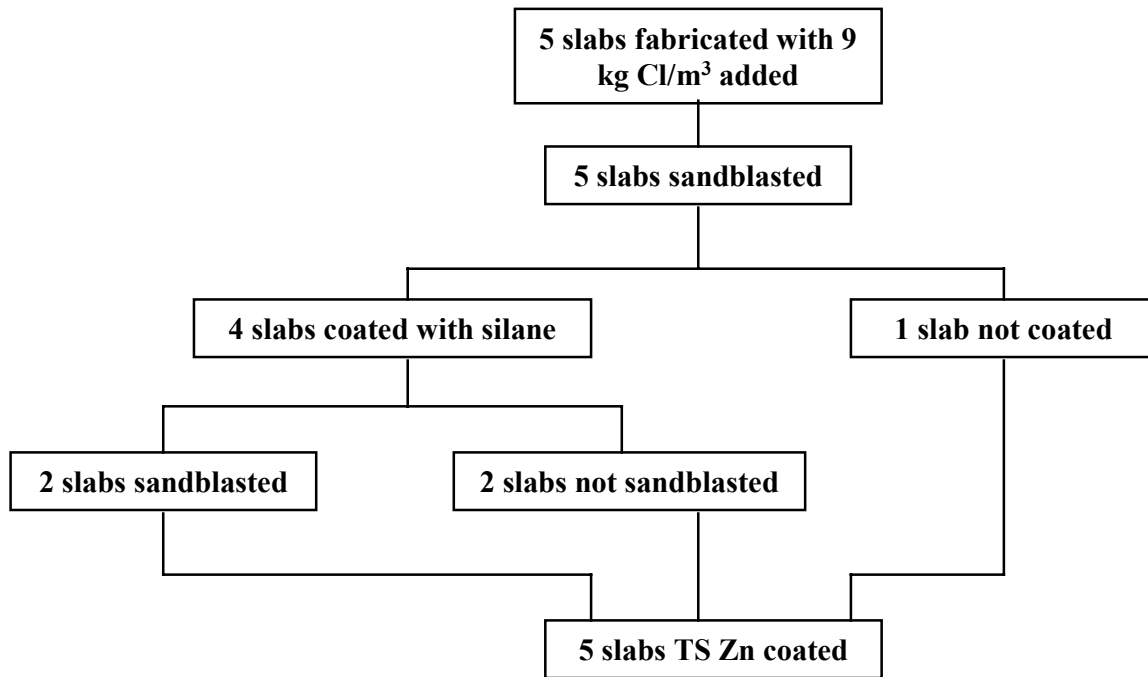 5 slabs fabricated with 9
kg Cl/m³ added
5 slabs sandblasted
4 slabs coated with silane
1 slab not coated
2 slabs sandblasted
2 slabs not sandblasted
5 slabs TS Zn coated